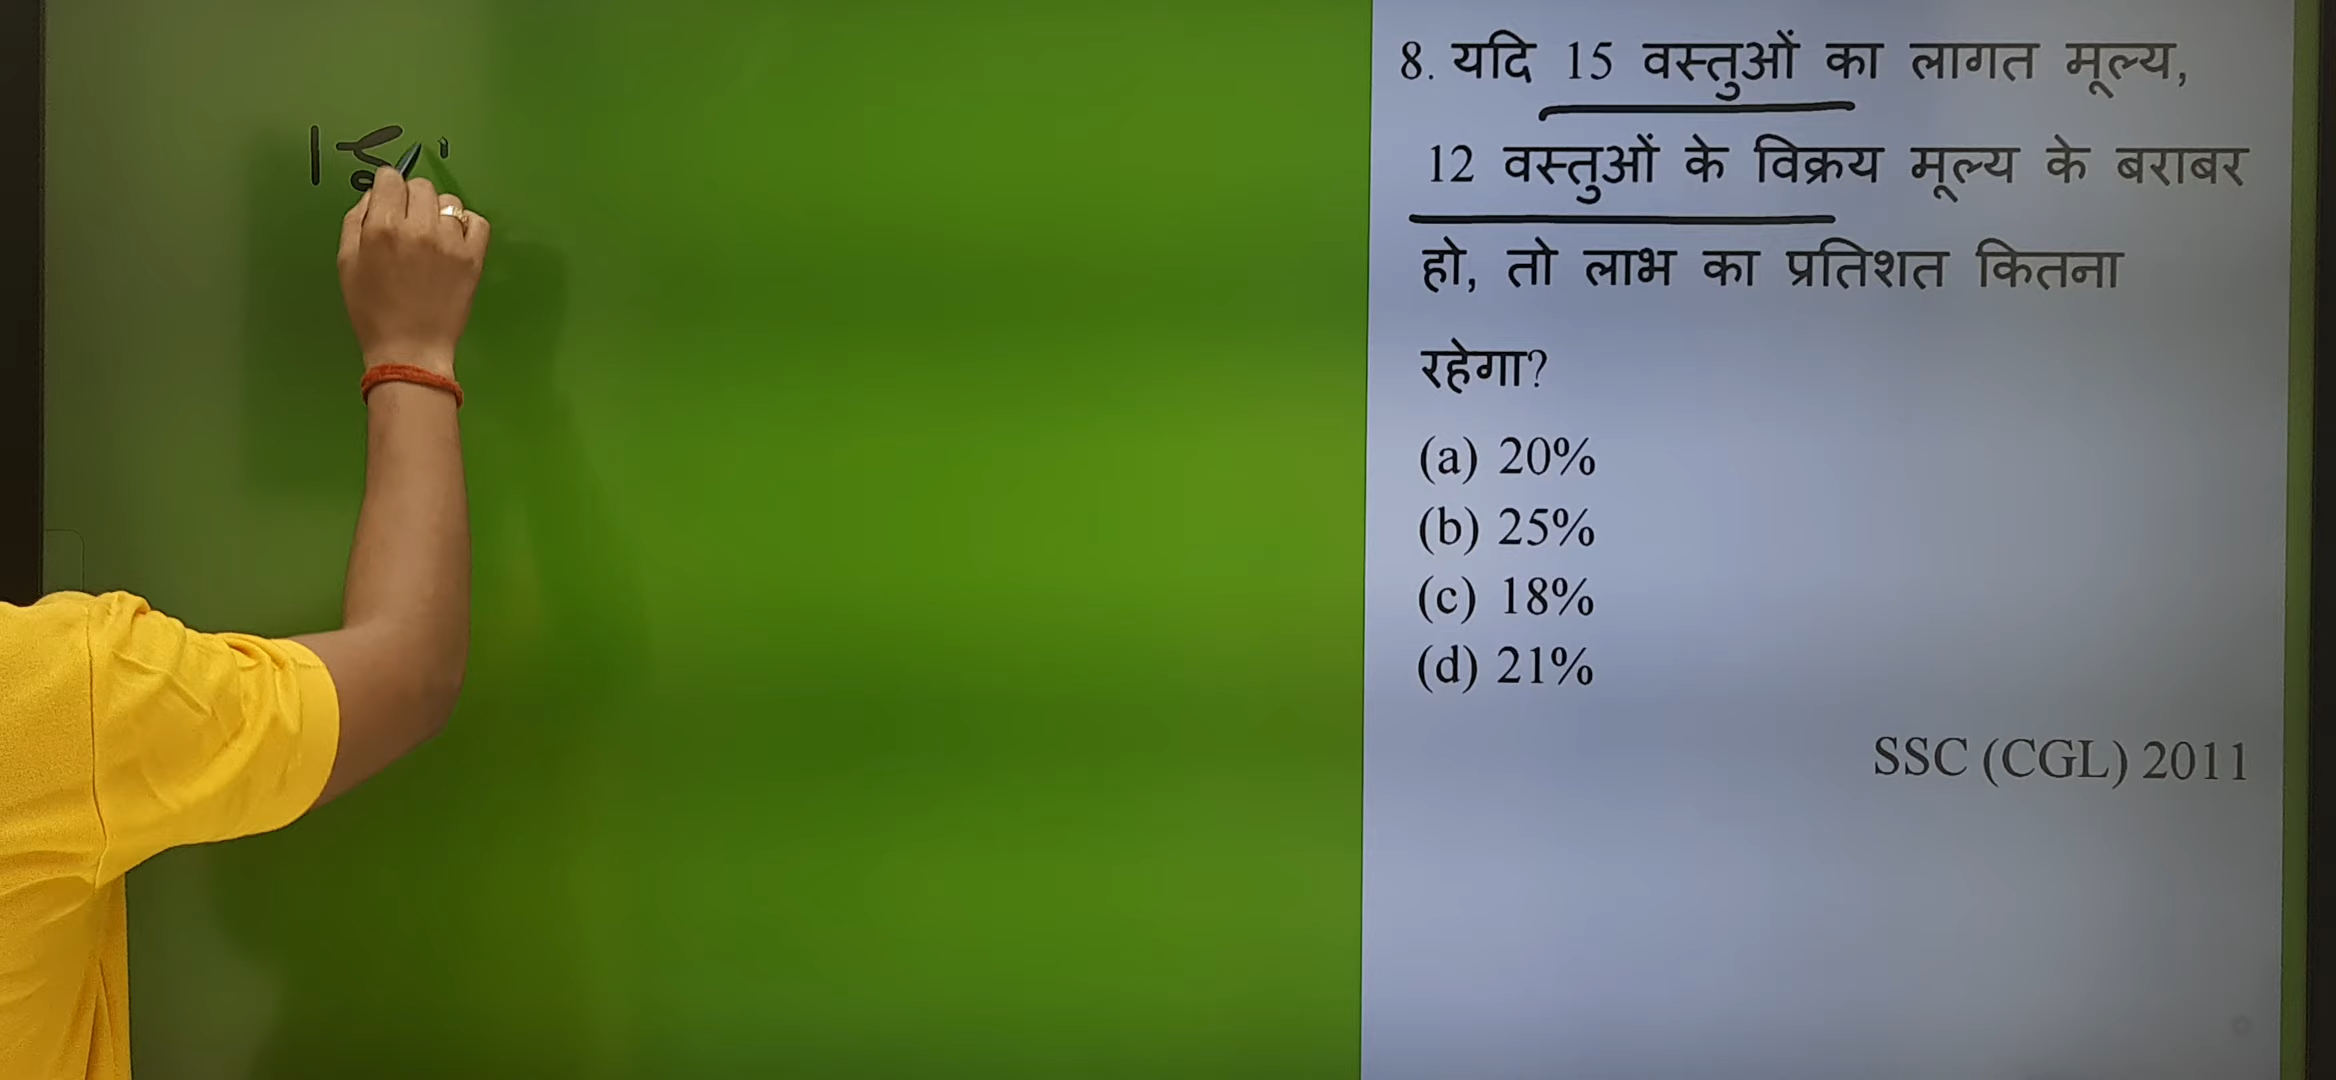 15
8. यदि 15 वस्तुओं का लागत मूल्य,
12 वस्तुओं के विक्रय मूल्य के बराबर
हो, तो लाभ का प्रतिशत कितना
रहेगा?
(a) 20%
(b) 25%
(c) 18%
(d) 21%
SSC (CGL) 2011